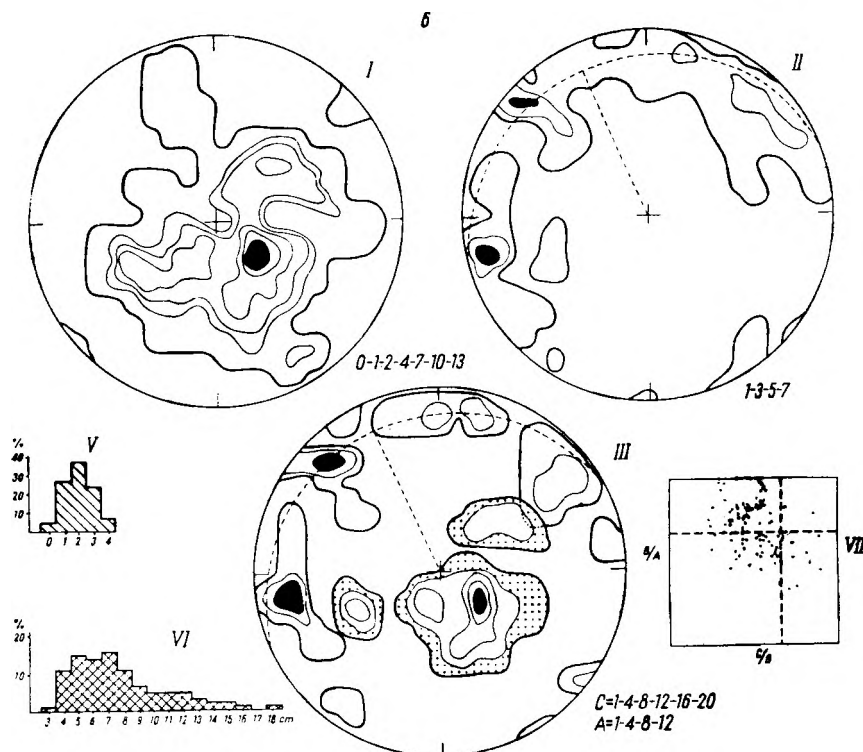 б
I
II
0-1-2-4-7-10-13
1-3-5-7
III
%
V
40
30
20
10
0 1 2 3 4
VII
B/A
C/B
%
VI
20
10
3 4 5 6 7 8 9 10 11 12 13 14 15 16 17 18 cm
C=1-4-8-12-16-20
A=1-4-8-12